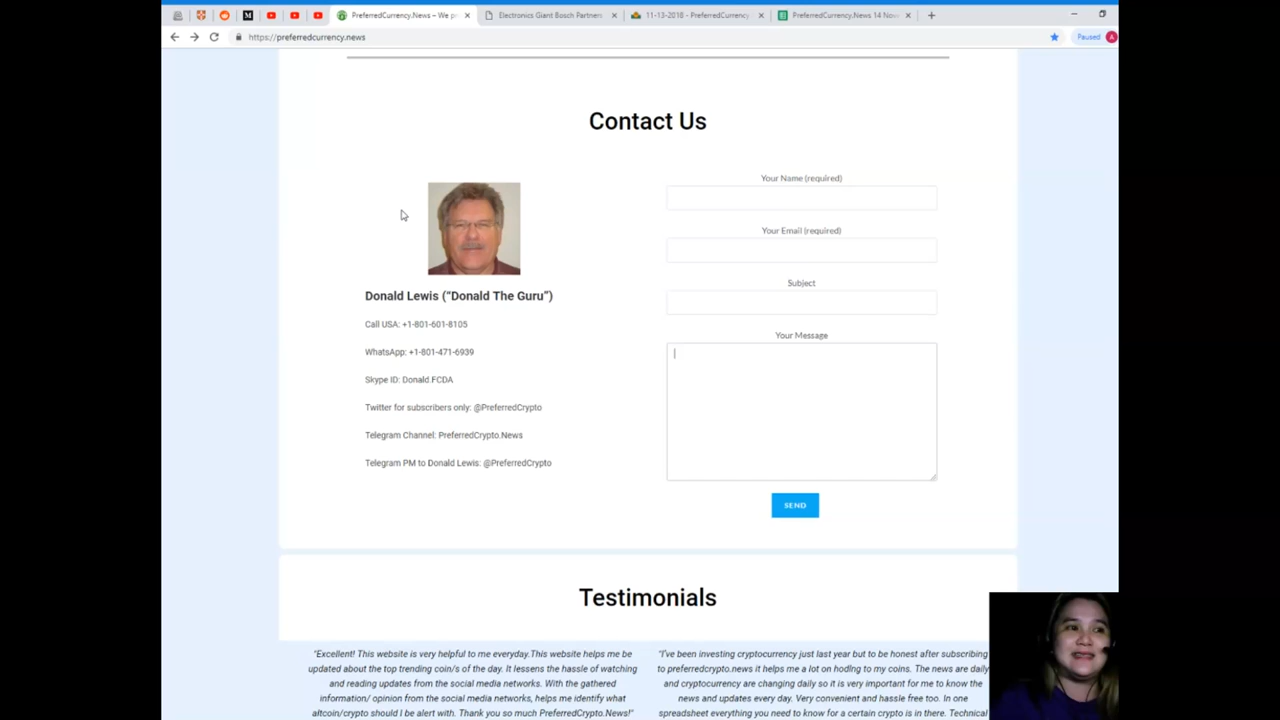 PreferredCurrency.News – We pr
Electronics Giant Bosch Partners
11-13-2018 - PreferredCurrency
PreferredCurrency.News 14 Nov
https://preferredcurrency.news
Paused
A
Contact Us
Donald Lewis (“Donald The Guru”)
Call USA: +1-801-601-8105
WhatsApp: +1-801-471-6939
Skype ID: Donald.FCDA
Twitter for subscribers only: @PreferredCrypto
Telegram Channel: PreferredCrypto.News
Telegram PM to Donald Lewis: @PreferredCrypto
Your Name (required)
Your Email (required)
Subject
Your Message
SEND
Testimonials
"Excellent! This website is very helpful to me everyday.This website helps me be
updated about the top trending coin/s of the day. It lessens the hassle of watching
and reading updates from the social media networks. With the gathered
information/ opinion from the social media networks, helps me identify what
altcoin/crypto should I be alert with. Thank you so much PreferredCrypto.News!"
"I've been investing cryptocurrency just last year but to be honest after subscribing
to preferredcrypto.news it helps me a lot on hodlng to my coins. The news are daily
and cryptocurrency are changing daily so it is very important for me to know the
news and updates every day. Very convenient and hassle free too. In one
spreadsheet everything you need to know for a certain crypto is in there. Technical